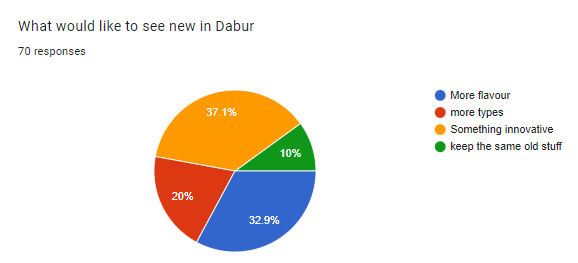 What would like to see new in Dabur
70 responses
37.1%
10%
20%
32.9%
More flavour
more types
Something innovative
keep the same old stuff